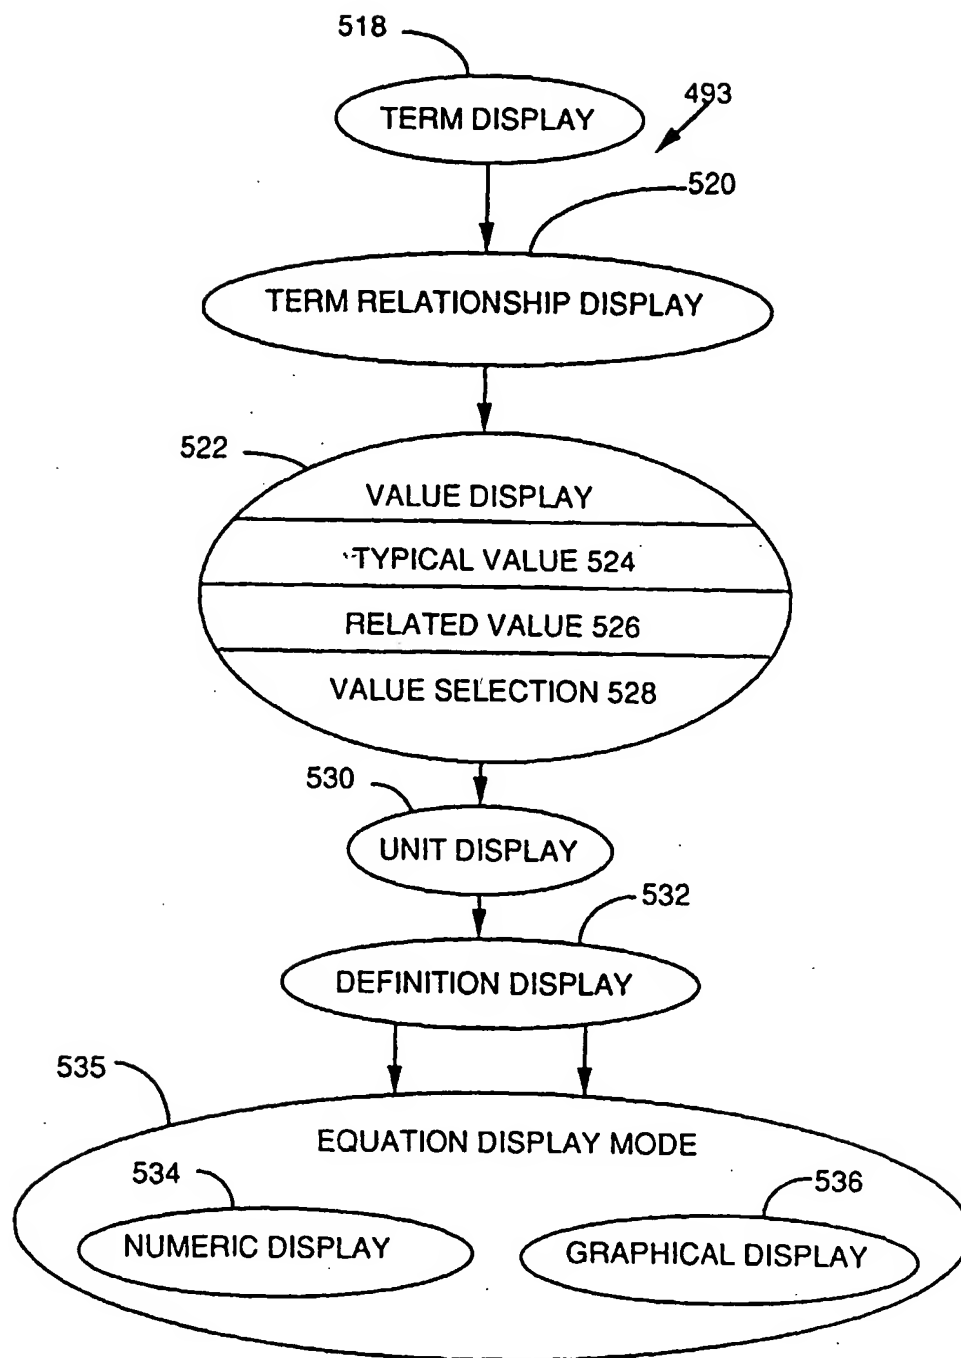 518
TERM DISPLAY
493
520
TERM RELATIONSHIP DISPLAY
522
VALUE DISPLAY
TYPICAL VALUE 524
RELATED VALUE 526
VALUE SELECTION 528
530
UNIT DISPLAY
532
DEFINITION DISPLAY
535
EQUATION DISPLAY MODE
534
536
NUMERIC DISPLAY
GRAPHICAL DISPLAY